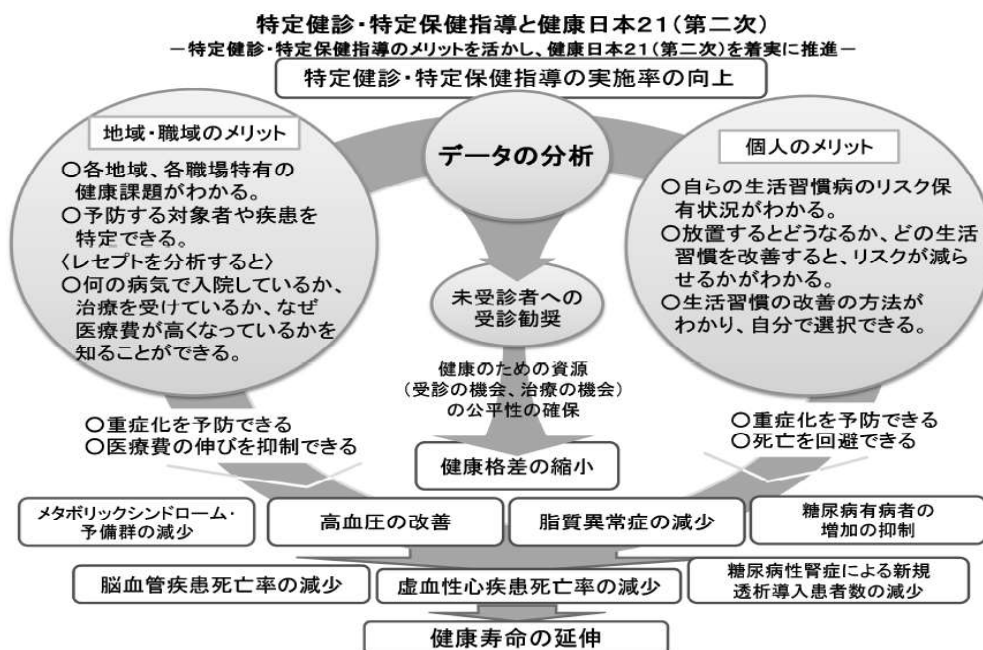 特定健診・特定保健指導と健康日本21(第二次)
－特定健診・特定保健指導のメリットを活かし、健康日本21(第二次)を着実に推進－
特定健診・特定保健指導の実施率の向上
地域・職域のメリット
〇各地域、各職場特有の
健康課題がわかる。
〇予防する対象者や疾患を
特定できる。
〈レセプトを分析すると〉
〇何の病気で入院しているか、
治療を受けているか、なぜ
医療費が高くなっているかを
知ることができる。
データの分析
個人のメリット
〇自らの生活習慣病のリスク保
有状況がわかる。
〇放置するとどうなるか、どの生活
習慣を改善すると、リスクが減ら
せるかがわかる。
〇生活習慣の改善の方法が
わかり、自分で選択できる。
未受診者への
受診勧奨
健康のための資源
(受診の機会、治療の機会)
の公平性の確保
〇重症化を予防できる
〇医療費の伸びを抑制できる
〇重症化を予防できる
〇死亡を回避できる
健康格差の縮小
メタボリックシンドローム・
予備群の減少
高血圧の改善
脂質異常症の減少
糖尿病有病者の
増加の抑制
脳血管疾患死亡率の減少
虚血性心疾患死亡率の減少
糖尿病性腎症による新規
透析導入患者数の減少
健康寿命の延伸